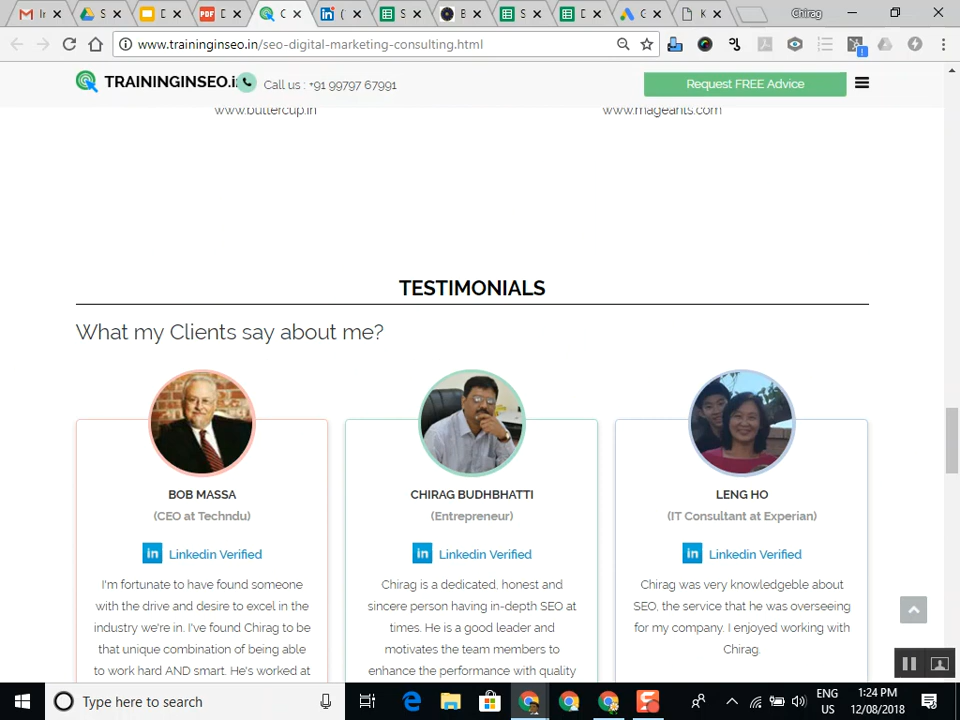 Ir
S
D
D
C
(
S
B
S
D
C
K
Chirag
www.traininginseo.in/seo-digital-marketing-consulting.html
TRAININGINSEO.i
Call us : +91 99797 67991
Request FREE Advice
www.buttercup.in
www.mageants.com
TESTIMONIALS
What my Clients say about me?
BOB MASSA
(CEO at Techndu)
Linkedin Verified
I'm fortunate to have found someone
with the drive and desire to excel in the
industry we're in. I've found Chirag to be
that unique combination of being able
to work hard AND smart. He's worked at
CHIRAG BUDHBHATTI
(Entrepreneur)
Linkedin Verified
Chirag is a dedicated, honest and
sincere person having in-depth SEO at
times. He is a good leader and
motivates the team members to
enhance the performance with quality
LENG HO
(IT Consultant at Experian)
Linkedin Verified
Chirag was very knowledgeble about
SEO, the service that he was overseeing
for my company. I enjoyed working with
Chirag.
Type here to search
ENG
US
1:24 PM
12/08/2018